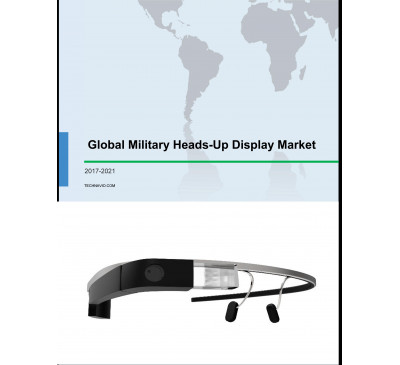 Global Military Heads-Up Display Market
2017-2021
TECHNAVIO.COM